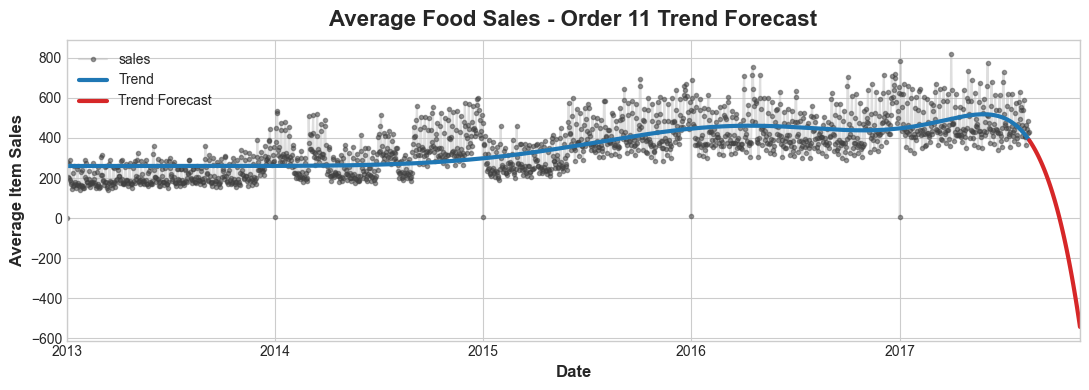 Average Food Sales - Order 11 Trend Forecast
sales
Trend
Trend Forecast
Average Item Sales
800
600
400
200
0
−200
−400
−600
2013
2014
2015
2016
2017
Date